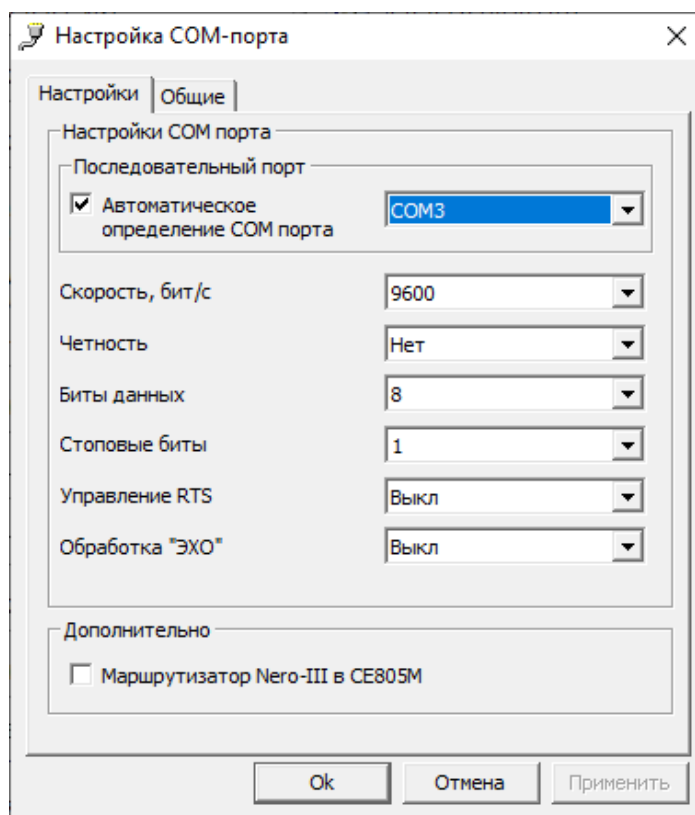 Настройка COM-порта
Настройки
Общие
Настройки COM порта
Последовательный порт
Автоматическое
определение COM порта
COM3
Скорость, бит/с
9600
Четность
Нет
Биты данных
8
Стоповые биты
1
Управление RTS
Выкл
Обработка "ЭХО"
Выкл
Дополнительно
Маршрутизатор Nero-III в CE805M
Ok
Отмена
Применить